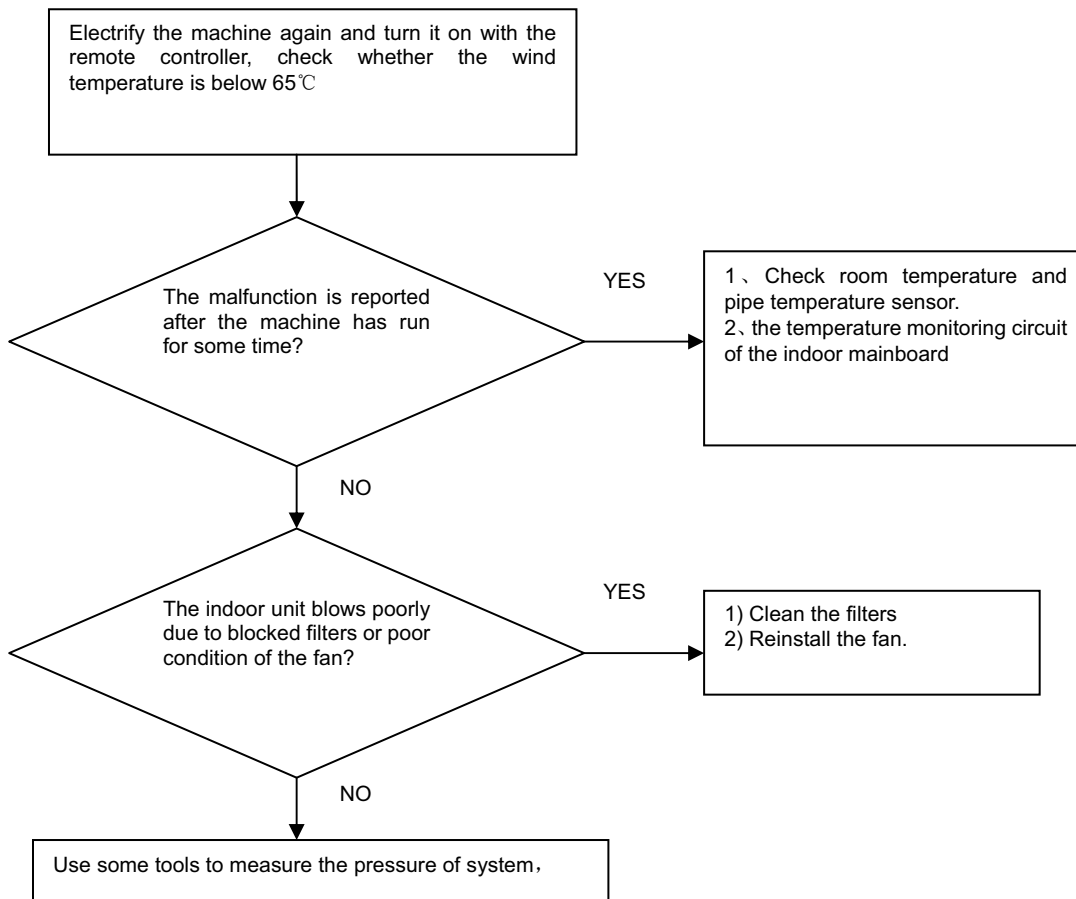 Electrify the machine again and turn it on with the
remote controller, check whether the wind
temperature is below 65℃
The malfunction is reported
after the machine has run
for some time?
YES
1、Check room temperature and
pipe temperature sensor.
2、the temperature monitoring circuit
of the indoor mainboard
NO
The indoor unit blows poorly
due to blocked filters or poor
condition of the fan?
YES
1) Clean the filters
2) Reinstall the fan.
NO
Use some tools to measure the pressure of system，